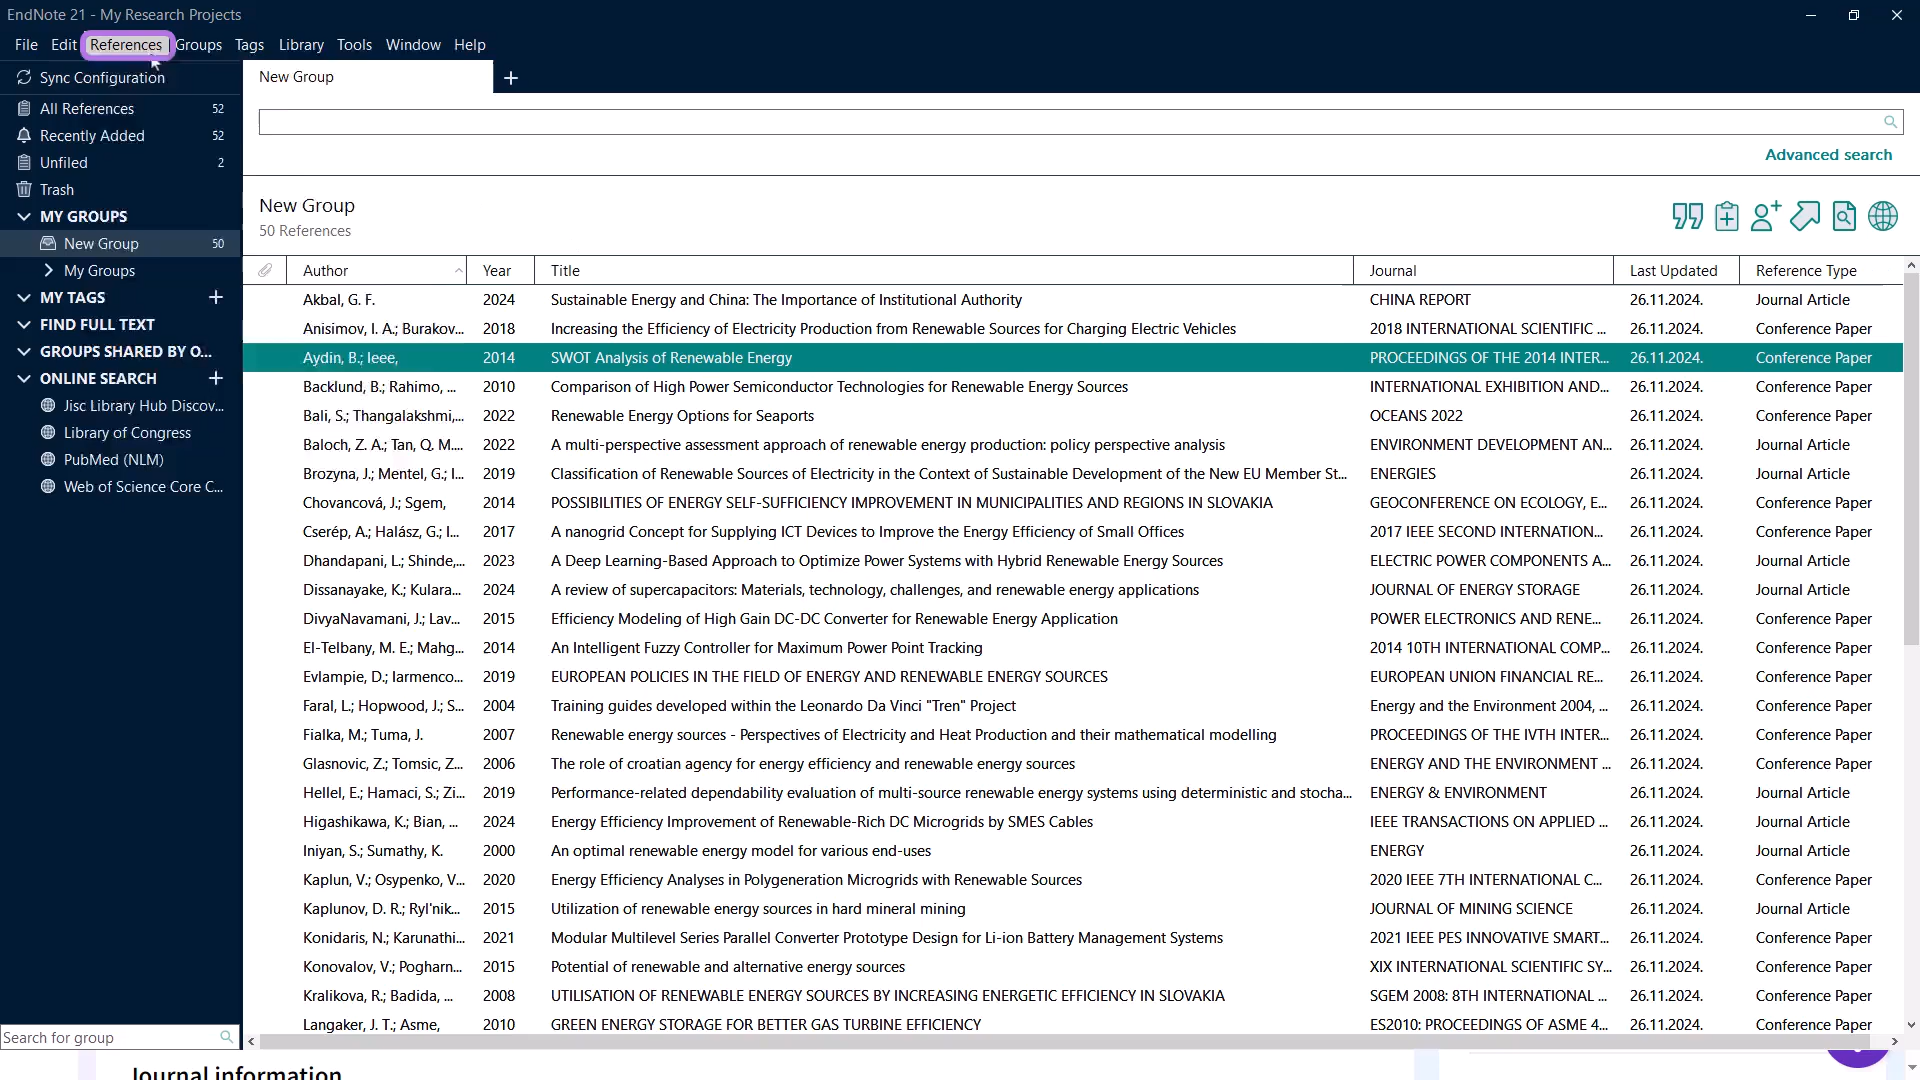 EndNote 21 - My Research Projects
File Edit References Groups Tags Library Tools Window Help
Sync Configuration
All References 52
Recently Added 52
Unfiled 2
Trash
MY GROUPS
New Group 50
My Groups
MY TAGS
FIND FULL TEXT
GROUPS SHARED BY O...
ONLINE SEARCH
Jisc Library Hub Discov...
Library of Congress
PubMed (NLM)
Web of Science Core C...
Search for group
New Group
Advanced search
New Group
50 References
Author Year Title Journal Last Updated Reference Type
Akbal, G. F. 2024 Sustainable Energy and China: The Importance of Institutional Authority CHINA REPORT 26.11.2024. Journal Article
Anisimov, I. A.; Burakov... 2018 Increasing the Efficiency of Electricity Production from Renewable Sources for Charging Electric Vehicles 2018 INTERNATIONAL SCIENTIFIC ... 26.11.2024. Conference Paper
Aydin, B.; Ieee, 2014 SWOT Analysis of Renewable Energy PROCEEDINGS OF THE 2014 INTER... 26.11.2024. Conference Paper
Backlund, B.; Rahimo, ... 2010 Comparison of High Power Semiconductor Technologies for Renewable Energy Sources INTERNATIONAL EXHIBITION AND... 26.11.2024. Conference Paper
Bali, S.; Thangalakshmi,... 2022 Renewable Energy Options for Seaports OCEANS 2022 26.11.2024. Conference Paper
Baloch, Z. A.; Tan, Q. M.... 2022 A multi-perspective assessment approach of renewable energy production: policy perspective analysis ENVIRONMENT DEVELOPMENT AN... 26.11.2024. Journal Article
Brozyna, J.; Mentel, G.; I... 2019 Classification of Renewable Sources of Electricity in the Context of Sustainable Development of the New EU Member St... ENERGIES 26.11.2024. Journal Article
Chovancová, J.; Sgem, 2014 POSSIBILITIES OF ENERGY SELF-SUFFICIENCY IMPROVEMENT IN MUNICIPALITIES AND REGIONS IN SLOVAKIA GEOCONFERENCE ON ECOLOGY, E... 26.11.2024. Conference Paper
Cserép, A.; Halász, G.; I... 2017 A nanogrid Concept for Supplying ICT Devices to Improve the Energy Efficiency of Small Offices 2017 IEEE SECOND INTERNATION... 26.11.2024. Conference Paper
Dhandapani, L.; Shinde,... 2023 A Deep Learning-Based Approach to Optimize Power Systems with Hybrid Renewable Energy Sources ELECTRIC POWER COMPONENTS A... 26.11.2024. Journal Article
Dissanayake, K.; Kulara... 2024 A review of supercapacitors: Materials, technology, challenges, and renewable energy applications JOURNAL OF ENERGY STORAGE 26.11.2024. Journal Article
DivyaNavamani, J.; Lav... 2015 Efficiency Modeling of High Gain DC-DC Converter for Renewable Energy Application POWER ELECTRONICS AND RENE... 26.11.2024. Conference Paper
El-Telbany, M. E.; Mahg... 2014 An Intelligent Fuzzy Controller for Maximum Power Point Tracking 2014 10TH INTERNATIONAL COMP... 26.11.2024. Conference Paper
Evlampie, D.; Iarmenco... 2019 EUROPEAN POLICIES IN THE FIELD OF ENERGY AND RENEWABLE ENERGY SOURCES EUROPEAN UNION FINANCIAL RE... 26.11.2024. Conference Paper
Faral, L.; Hopwood, J.; S... 2004 Training guides developed within the Leonardo Da Vinci "Tren" Project Energy and the Environment 2004, ... 26.11.2024. Conference Paper
Fialka, M.; Tuma, J. 2007 Renewable energy sources - Perspectives of Electricity and Heat Production and their mathematical modelling PROCEEDINGS OF THE IVTH INTER... 26.11.2024. Conference Paper
Glasnovic, Z.; Tomsic, Z... 2006 The role of croatian agency for energy efficiency and renewable energy sources ENERGY AND THE ENVIRONMENT ... 26.11.2024. Conference Paper
Hellel, E.; Hamaci, S.; Zi... 2019 Performance-related dependability evaluation of multi-source renewable energy systems using deterministic and stocha... ENERGY & ENVIRONMENT 26.11.2024. Journal Article
Higashikawa, K.; Bian, ... 2024 Energy Efficiency Improvement of Renewable-Rich DC Microgrids by SMES Cables IEEE TRANSACTIONS ON APPLIED ... 26.11.2024. Journal Article
Iniyan, S.; Sumathy, K. 2000 An optimal renewable energy model for various end-uses ENERGY 26.11.2024. Journal Article
Kaplun, V.; Osypenko, V... 2020 Energy Efficiency Analyses in Polygeneration Microgrids with Renewable Sources 2020 IEEE 7TH INTERNATIONAL C... 26.11.2024. Conference Paper
Kaplunov, D. R.; Ryl'nik... 2015 Utilization of renewable energy sources in hard mineral mining JOURNAL OF MINING SCIENCE 26.11.2024. Journal Article
Konidaris, N.; Karunathi... 2021 Modular Multilevel Series Parallel Converter Prototype Design for Li-ion Battery Management Systems 2021 IEEE PES INNOVATIVE SMART... 26.11.2024. Conference Paper
Konovalov, V.; Pogharn... 2015 Potential of renewable and alternative energy sources XIX INTERNATIONAL SCIENTIFIC SY... 26.11.2024. Conference Paper
Kralikova, R.; Badida, ... 2008 UTILISATION OF RENEWABLE ENERGY SOURCES BY INCREASING ENERGETIC EFFICIENCY IN SLOVAKIA SGEM 2008: 8TH INTERNATIONAL ... 26.11.2024. Conference Paper
Langaker, J. T.; Asme, 2010 GREEN ENERGY STORAGE FOR BETTER GAS TURBINE EFFICIENCY ES2010: PROCEEDINGS OF ASME 4... 26.11.2024. Conference Paper
Journal information